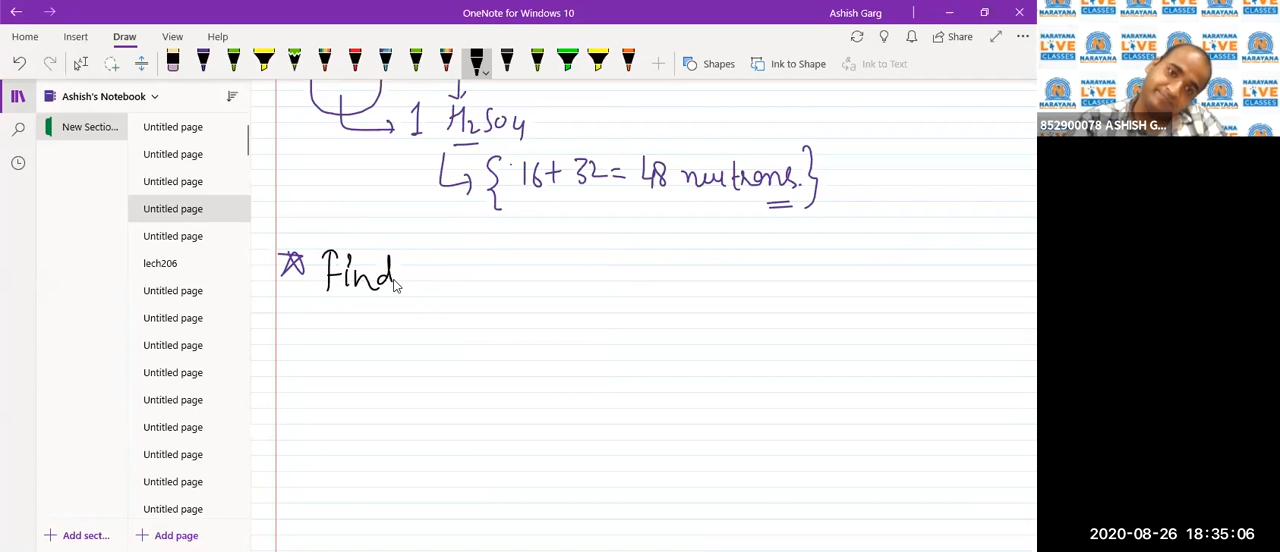 OneNote for Windows 10
Ashish Garg
Home
Insert
Draw
View
Help
Share
Shapes
Ink to Shape
Ink to Text
Ashish's Notebook
New Sectio...
Untitled page
Untitled page
Untitled page
Untitled page
Untitled page
lech206
Untitled page
Untitled page
Untitled page
Untitled page
Untitled page
Untitled page
Untitled page
Untitled page
Untitled page
Add sect...
Add page
1 H₂SO₄
{16 + 32 = 48 neutrons.}
Find
NARAYANA
LIVE
CLASSES
852900078 ASHISH G...
2020-08-26 18:35:06